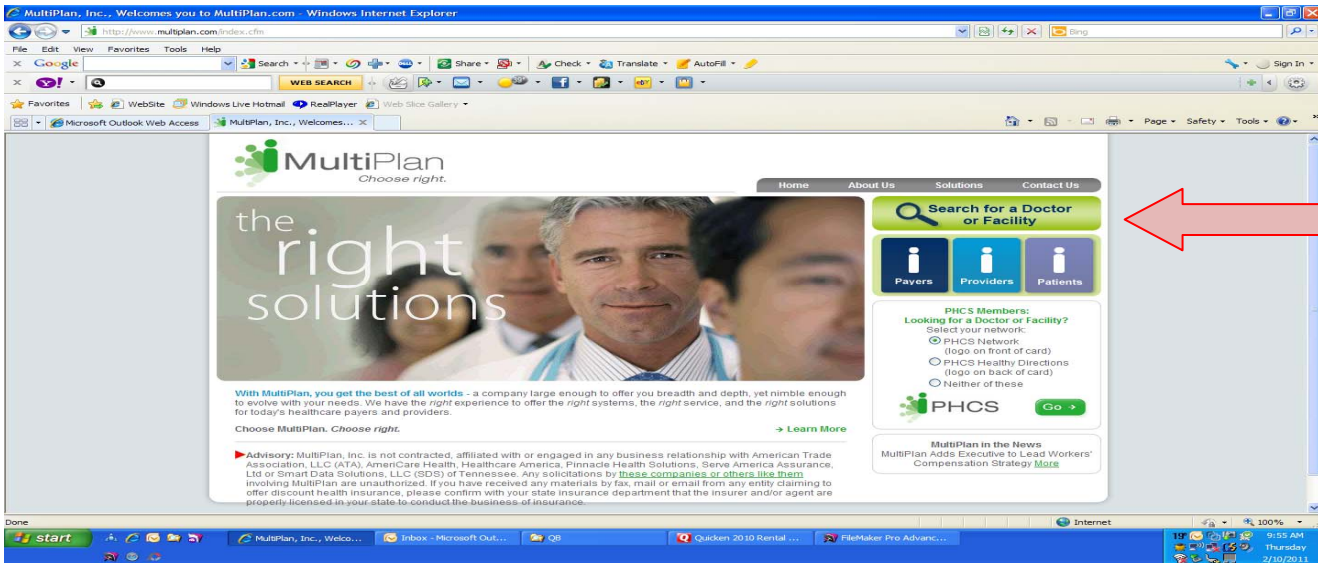 MultiPlan, Inc., Welcomes you to MultiPlan.com - Windows Internet Explorer
http://www.multiplan.com/index.cfm
Bing
File Edit View Favorites Tools Help
Google Search Share Check Translate AutoFill Sign In
Y! WEB SEARCH
Favorites WebSite Windows Live Hotmail RealPlayer Web Slice Gallery
Microsoft Outlook Web Access MultiPlan, Inc., Welcomes... Page Safety Tools
MultiPlan
Choose right.
Home About Us Solutions Contact Us
the
right
solutions
Search for a Doctor
or Facility
Payers Providers Patients
PHCS Members:
Looking for a Doctor or Facility?
Select your network:
PHCS Network
(logo on front of card)
PHCS Healthy Directions
(logo on back of card)
Neither of these
PHCS Go
With MultiPlan, you get the best of all worlds - a company large enough to offer you breadth and depth, yet nimble enough
to evolve with your needs. We have the right experience to offer the right systems, the right service, and the right solutions
for today's healthcare payers and providers.
Choose MultiPlan. Choose right. Learn More
MultiPlan in the News
MultiPlan Adds Executive to Lead Workers'
Compensation Strategy More
Advisory: MultiPlan, Inc. is not contracted, affiliated with or engaged in any business relationship with American Trade
Association, LLC (ATA), AmeriCare Health, Healthcare America, Pinnacle Health Solutions, Serve America Assurance,
Ltd or Smart Data Solutions, LLC (SDS) of Tennessee. Any solicitations by these companies or others like them
involving MultiPlan are unauthorized. If you have received any materials by fax, mail or email from any entity claiming to
offer discount health insurance, please confirm with your state insurance department that the insurer and/or agent are
properly licensed in your state to conduct the business of insurance.
Done Internet 100%
start MultiPlan, Inc., Welco... Inbox - Microsoft Out... QB Quicken 2010 Rental ... FileMaker Pro Advanc... 9:55 AM
Thursday
2/10/2011